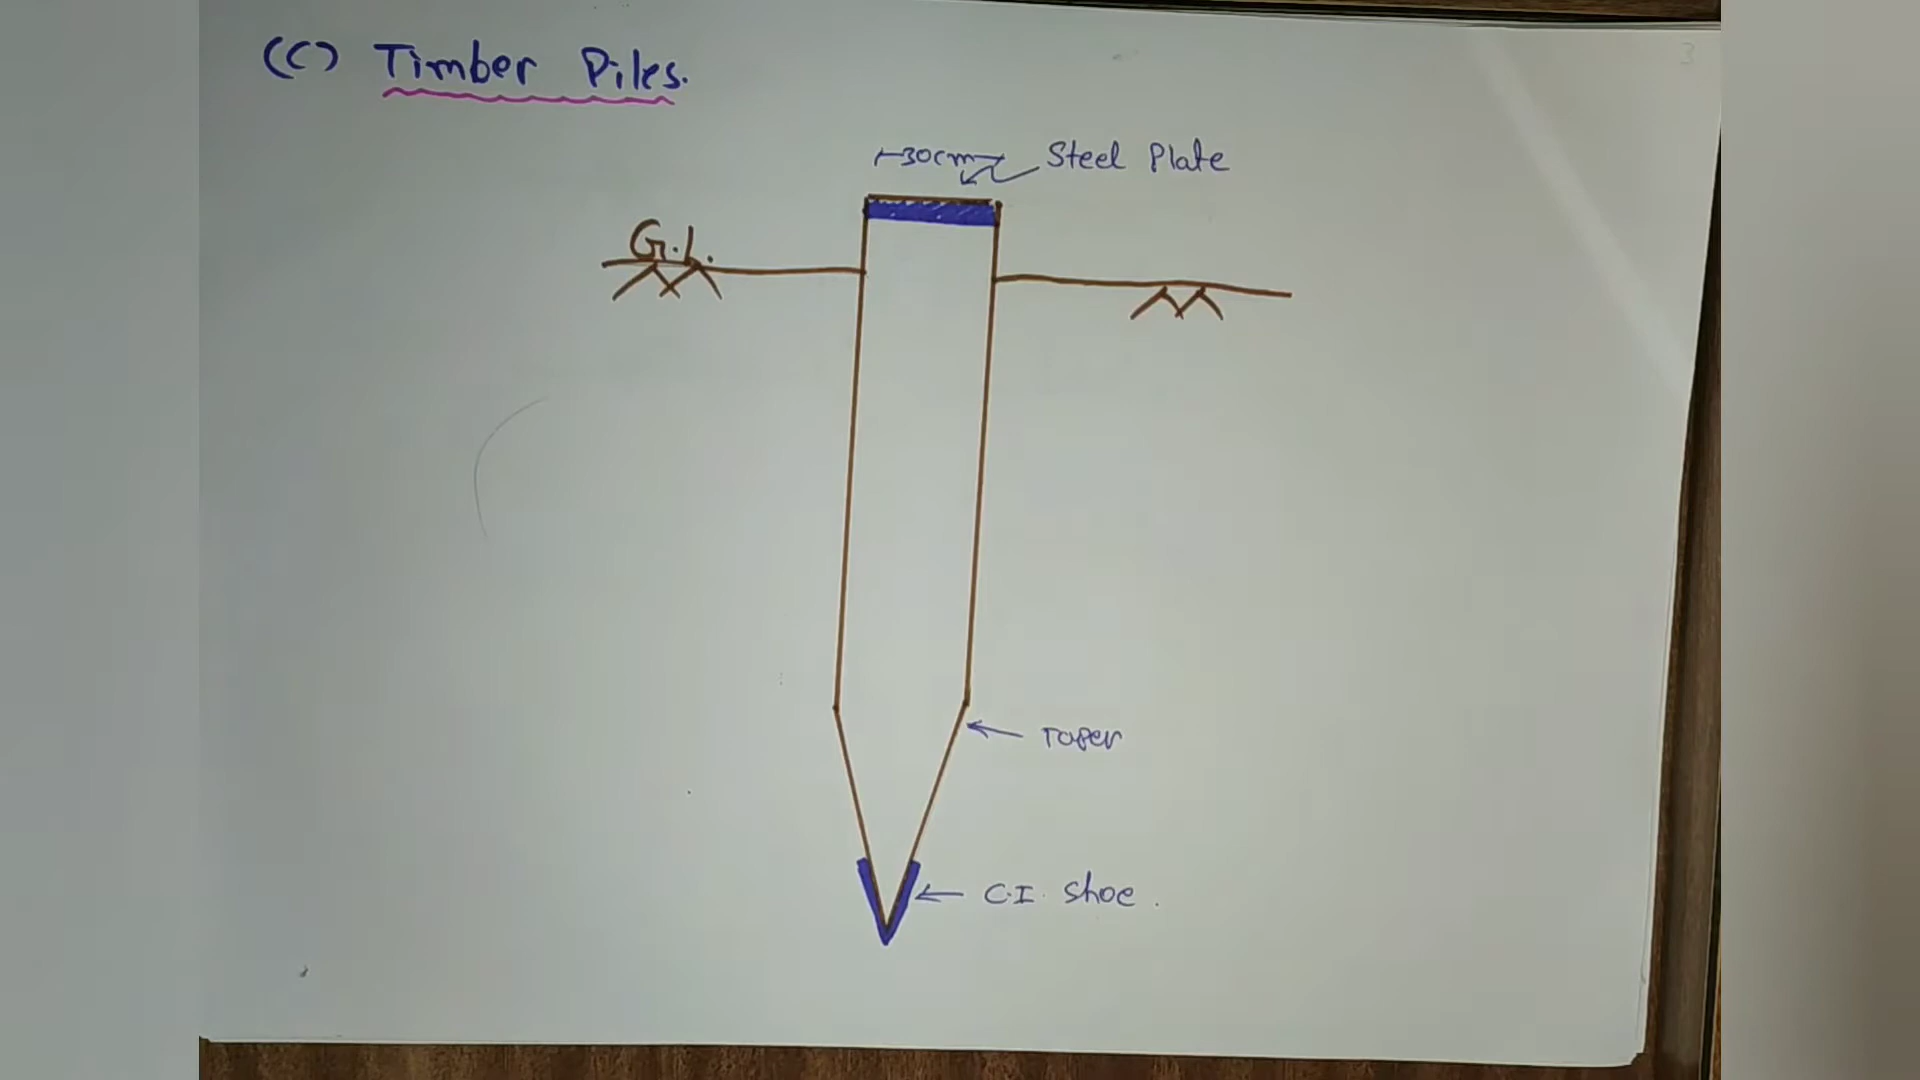 (C) Timber Piles.
30cm
Steel Plate
G.L.
Taper
C.I. Shoe.